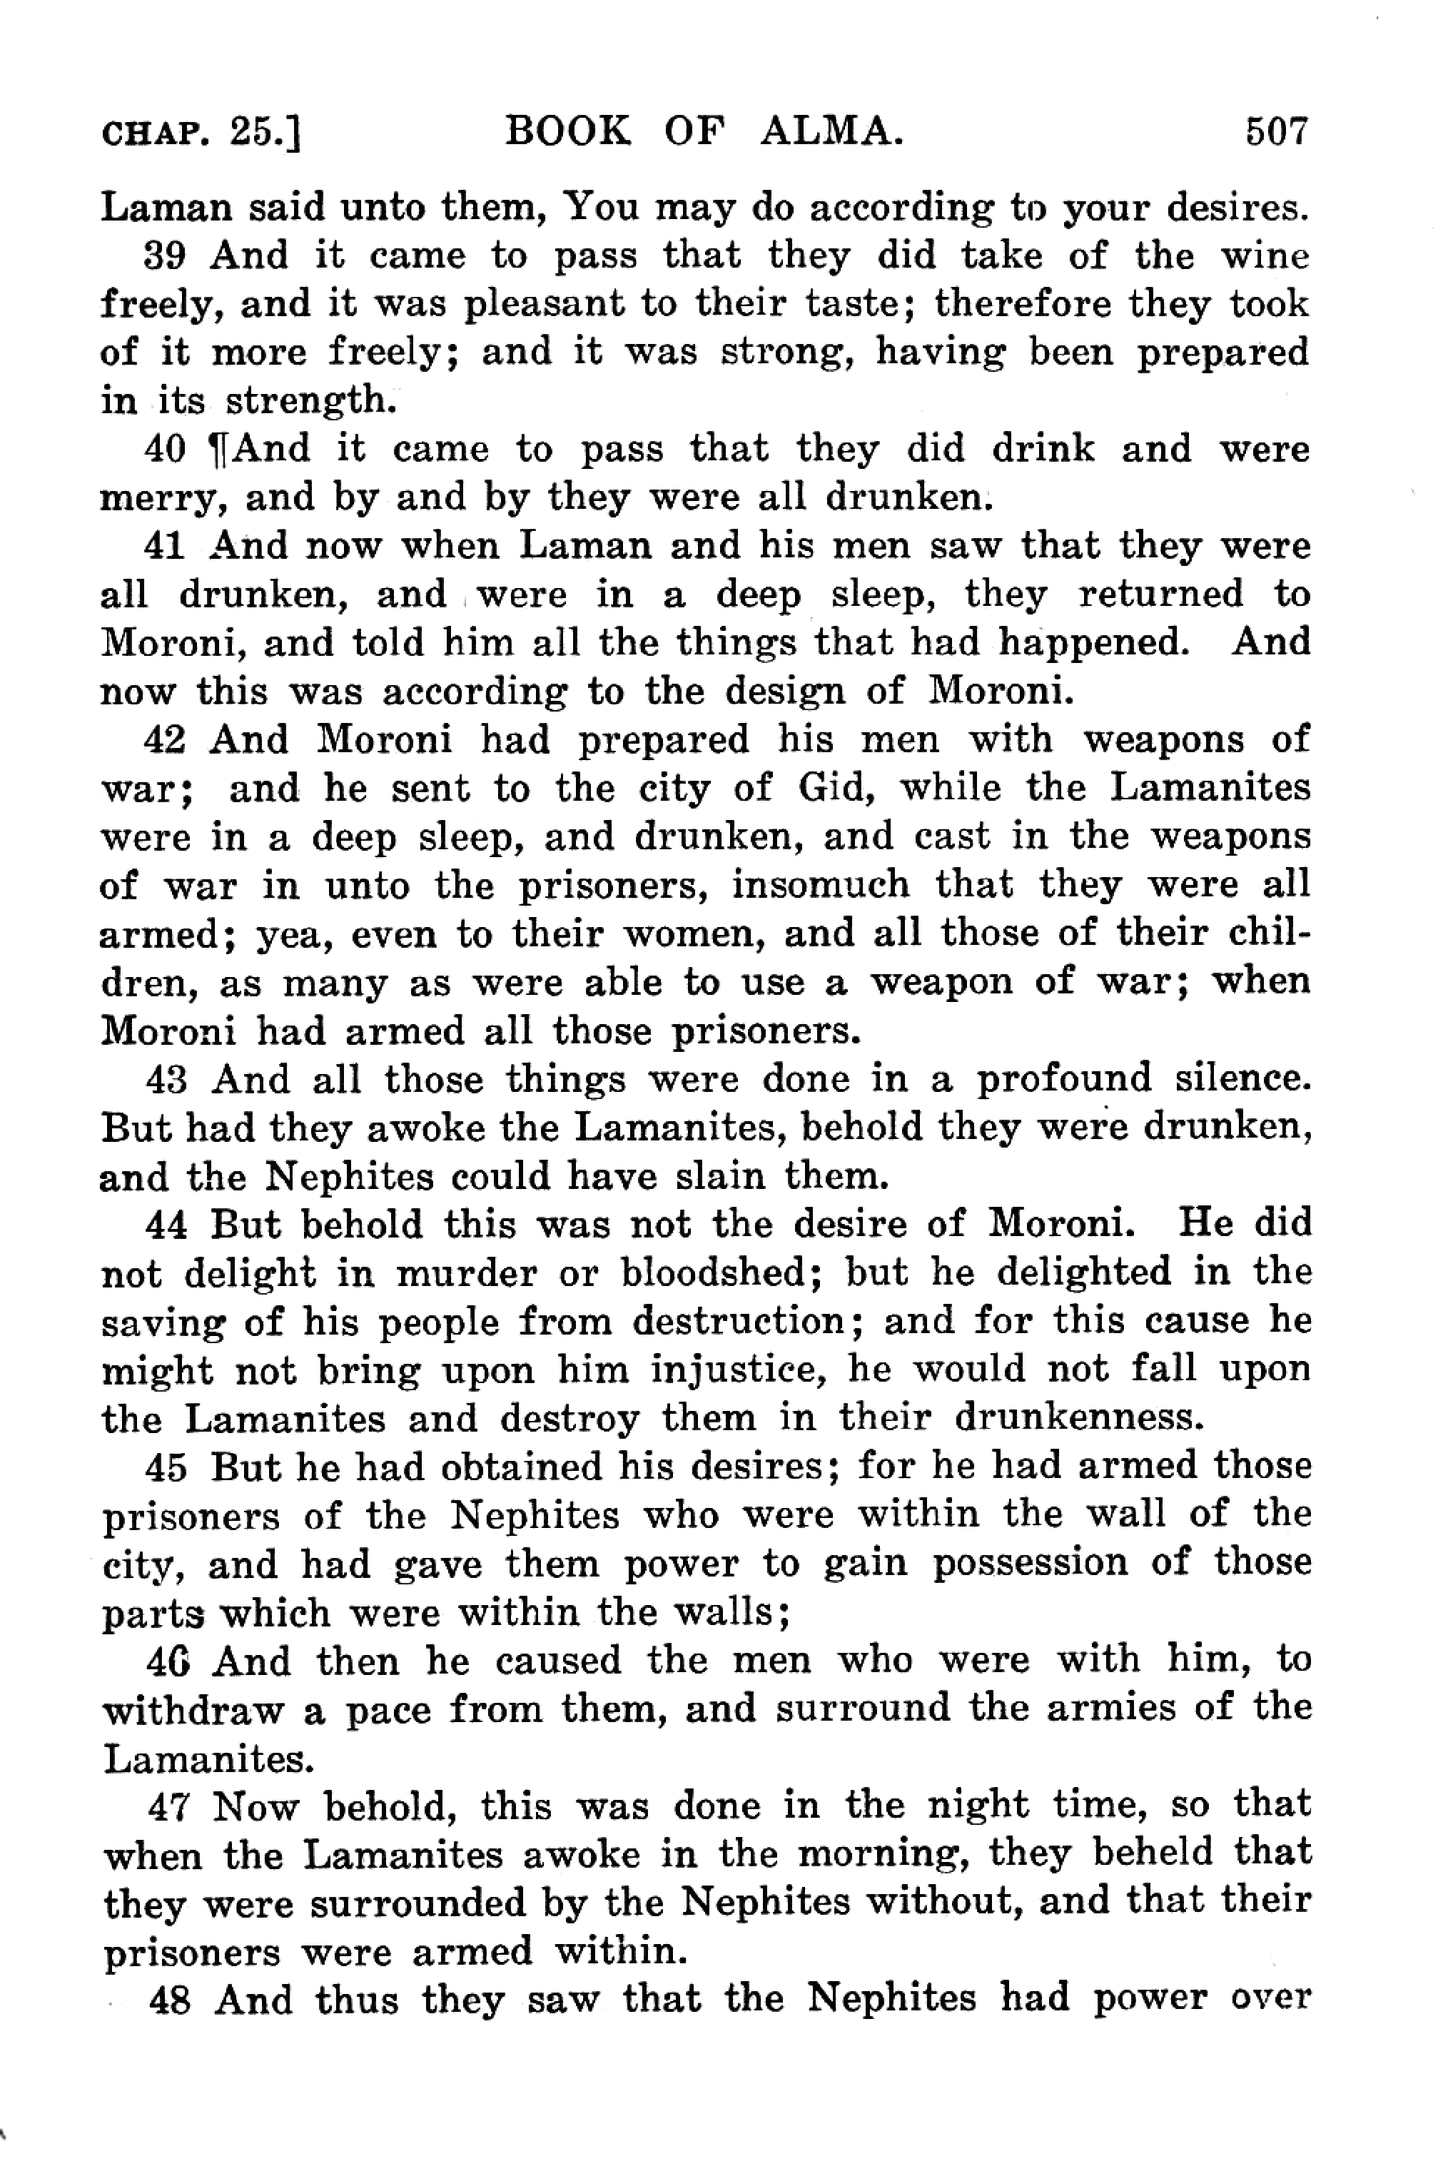 CHAP. 25.] BOOK OF ALMA. 507
Laman said unto them, You may do according to your desires.
39 And it came to pass that they did take of the wine
freely, and it was pleasant to their taste; therefore they took
of it more freely; and it was strong, having been prepared
in its strength.
40 ¶And it came to pass that they did drink and were
merry, and by and by they were all drunken.
41 And now when Laman and his men saw that they were
all drunken, and were in a deep sleep, they returned to
Moroni, and told him all the things that had happened. And
now this was according to the design of Moroni.
42 And Moroni had prepared his men with weapons of
war; and he sent to the city of Gid, while the Lamanites
were in a deep sleep, and drunken, and cast in the weapons
of war in unto the prisoners, insomuch that they were all
armed; yea, even to their women, and all those of their chil-
dren, as many as were able to use a weapon of war; when
Moroni had armed all those prisoners.
43 And all those things were done in a profound silence.
But had they awoke the Lamanites, behold they were drunken,
and the Nephites could have slain them.
44 But behold this was not the desire of Moroni. He did
not delight in murder or bloodshed; but he delighted in the
saving of his people from destruction; and for this cause he
might not bring upon him injustice, he would not fall upon
the Lamanites and destroy them in their drunkenness.
45 But he had obtained his desires; for he had armed those
prisoners of the Nephites who were within the wall of the
city, and had gave them power to gain possession of those
parts which were within the walls;
46 And then he caused the men who were with him, to
withdraw a pace from them, and surround the armies of the
Lamanites.
47 Now behold, this was done in the night time, so that
when the Lamanites awoke in the morning, they beheld that
they were surrounded by the Nephites without, and that their
prisoners were armed within.
48 And thus they saw that the Nephites had power over